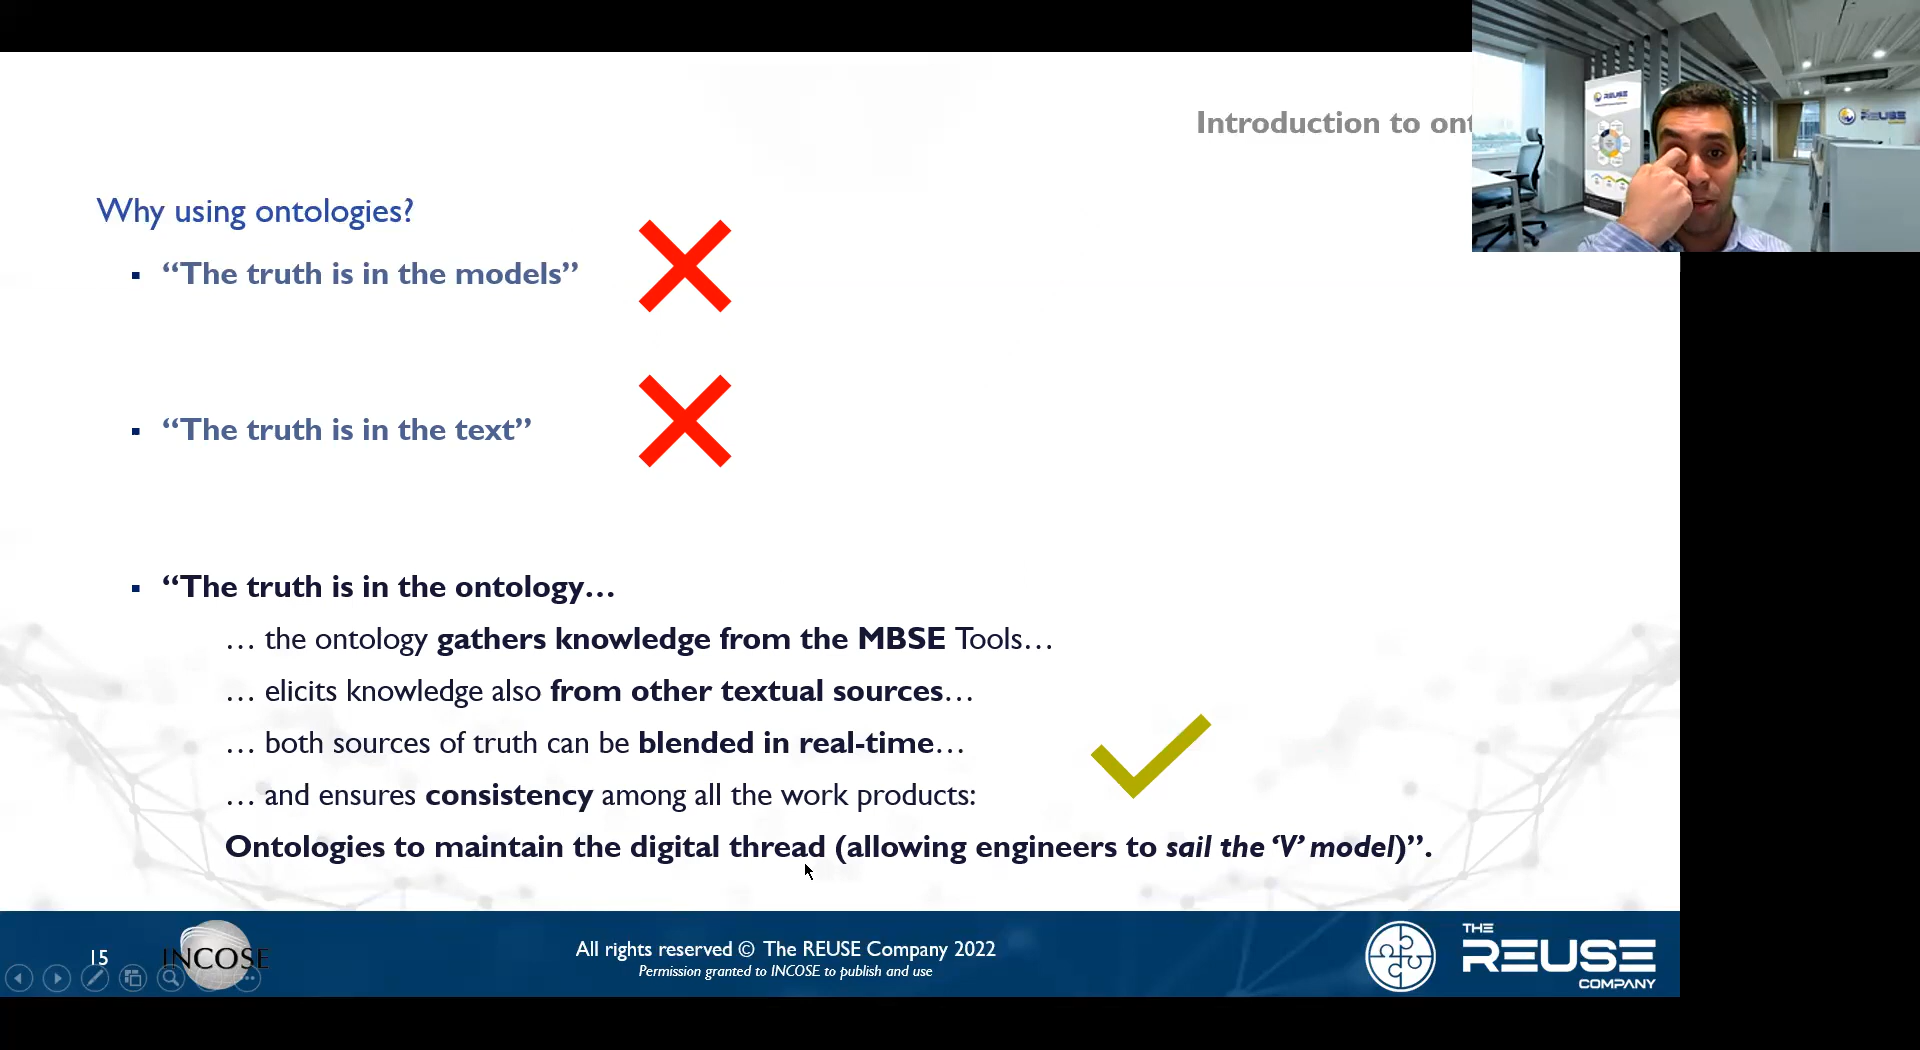 Introduction to ont
REUSE
REUSE
Why using ontologies?
▪ “The truth is in the models”
▪ “The truth is in the text”
▪ “The truth is in the ontology…
… the ontology gathers knowledge from the MBSE Tools…
… elicits knowledge also from other textual sources…
… both sources of truth can be blended in real-time…
… and ensures consistency among all the work products:
Ontologies to maintain the digital thread (allowing engineers to sail the ‘V’ model)”.
15
INCOSE
All rights reserved © The REUSE Company 2022
Permission granted to INCOSE to publish and use
THE
REUSE
COMPANY